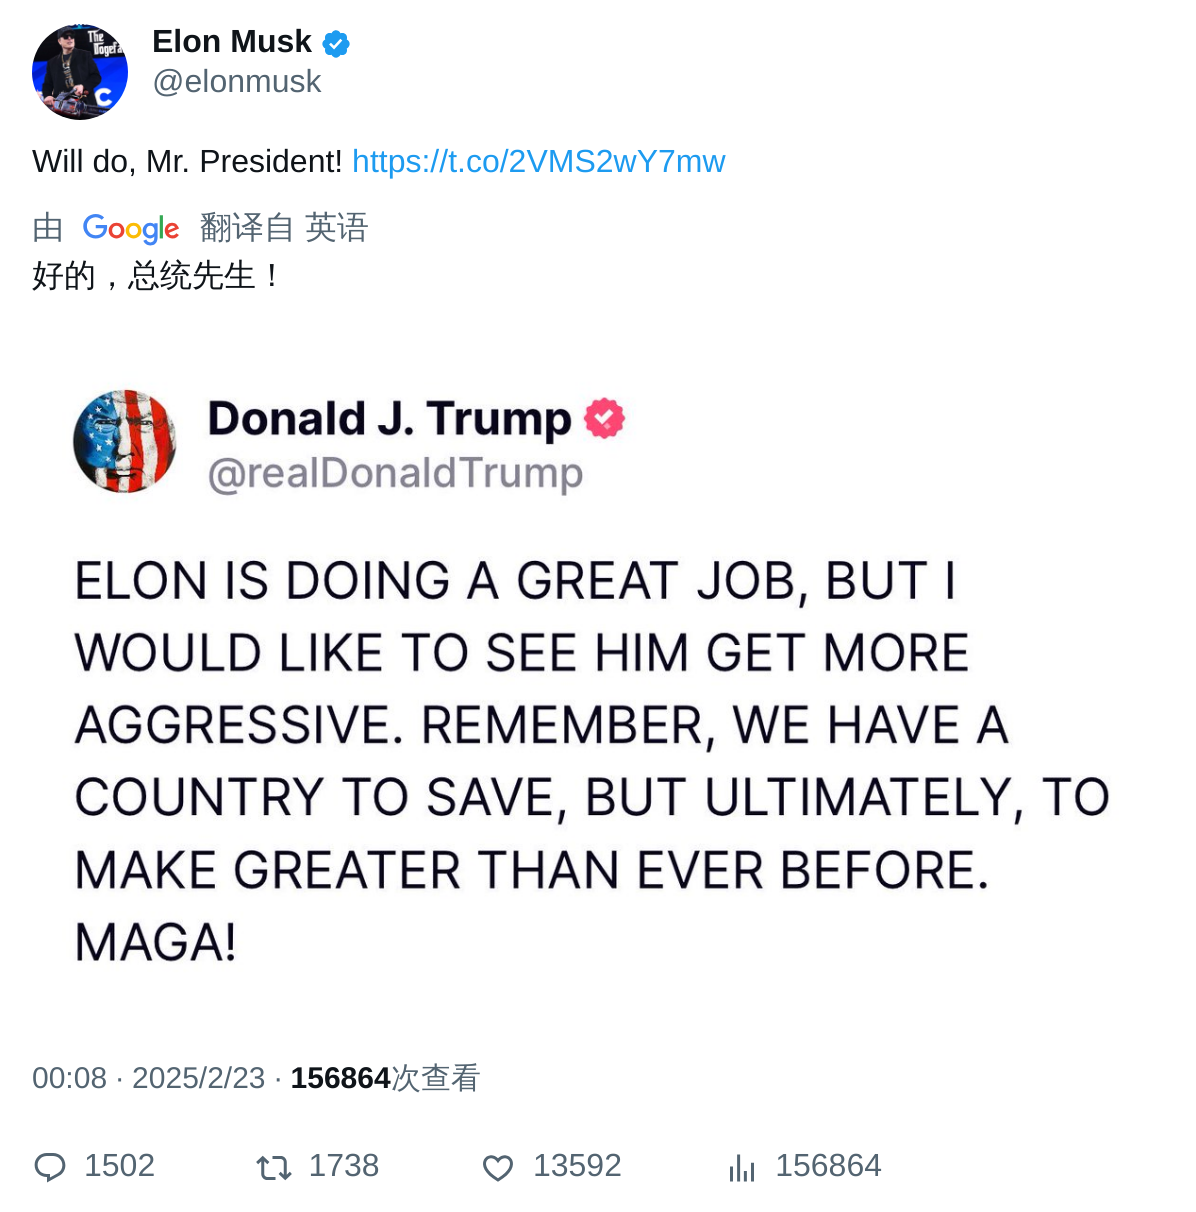 The
Dogefa
C
Elon Musk
@elonmusk
Will do, Mr. President! https://t.co/2VMS2wY7mw
由 Google 翻译自 英语
好的，总统先生！
Donald J. Trump
@realDonaldTrump
ELON IS DOING A GREAT JOB, BUT I
WOULD LIKE TO SEE HIM GET MORE
AGGRESSIVE. REMEMBER, WE HAVE A
COUNTRY TO SAVE, BUT ULTIMATELY, TO
MAKE GREATER THAN EVER BEFORE.
MAGA!
00:08 · 2025/2/23 · 156864次查看
1502 1738 13592 156864